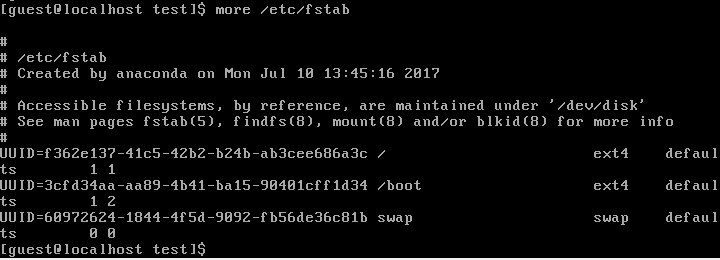 [guest@localhost test]$ more /etc/fstab

#
# /etc/fstab
# Created by anaconda on Mon Jul 10 13:45:16 2017
#
# Accessible filesystems, by reference, are maintained under '/dev/disk'
# See man pages fstab(5), findfs(8), mount(8) and/or blkid(8) for more info
#
UUID=f362e137-41c5-42b2-b24b-ab3cee686a3c /                       ext4    defaul
ts        1 1
UUID=3cfd34aa-aa89-4b41-ba15-90401cff1d34 /boot                   ext4    defaul
ts        1 2
UUID=60972624-1844-4f5d-9092-fb56de36c81b swap                    swap    defaul
ts        0 0
[guest@localhost test]$